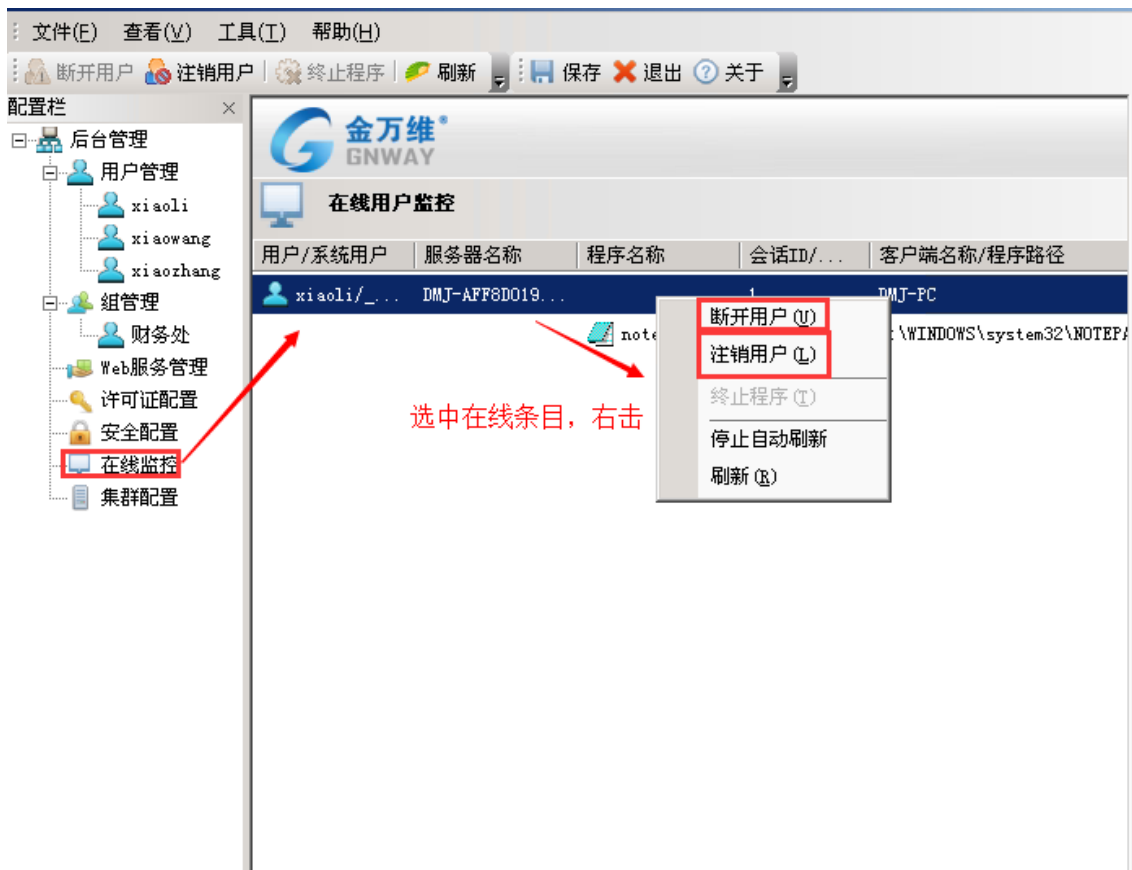 文件(F) 查看(V) 工具(T) 帮助(H)
断开用户 注销用户 终止程序 刷新 保存 退出 关于
配置栏
后台管理
用户管理
xiaoli
xiaowang
xiaozhang
组管理
财务处
Web服务管理
许可证配置
安全配置
在线监控
集群配置
金万维
GNWAY
在线用户监控
用户/系统用户 服务器名称 程序名称 会话ID/... 客户端名称/程序路径
xiaoli/_... DMJ-AFF8D019... 1 DMJ-PC
note :\WINDOWS\system32\NOTEPA
断开用户(U)
注销用户(L)
终止程序(T)
停止自动刷新
刷新(R)
选中在线条目，右击